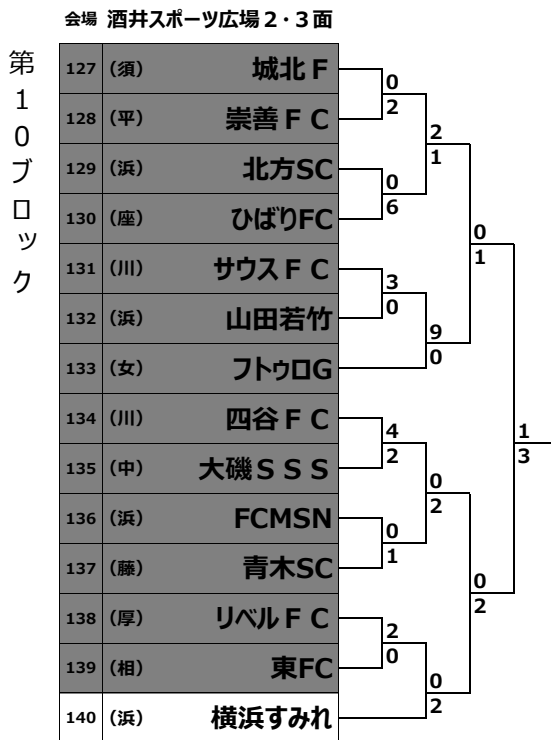 会場 酒井スポーツ広場２・３面
第10ブロック
127 (須) 城北Ｆ
128 (平) 崇善ＦＣ
129 (浜) 北方SC
130 (座) ひばりFC
131 (川) サウスＦＣ
132 (浜) 山田若竹
133 (女) フトゥロG
134 (川) 四谷ＦＣ
135 (中) 大磯ＳＳＳ
136 (浜) FCMSN
137 (藤) 青木SC
138 (厚) リベルＦＣ
139 (相) 東FC
140 (浜) 横浜すみれ
0
2
0
6
3
0
4
2
0
1
2
0
2
1
9
0
0
2
0
2
0
1
0
2
1
3